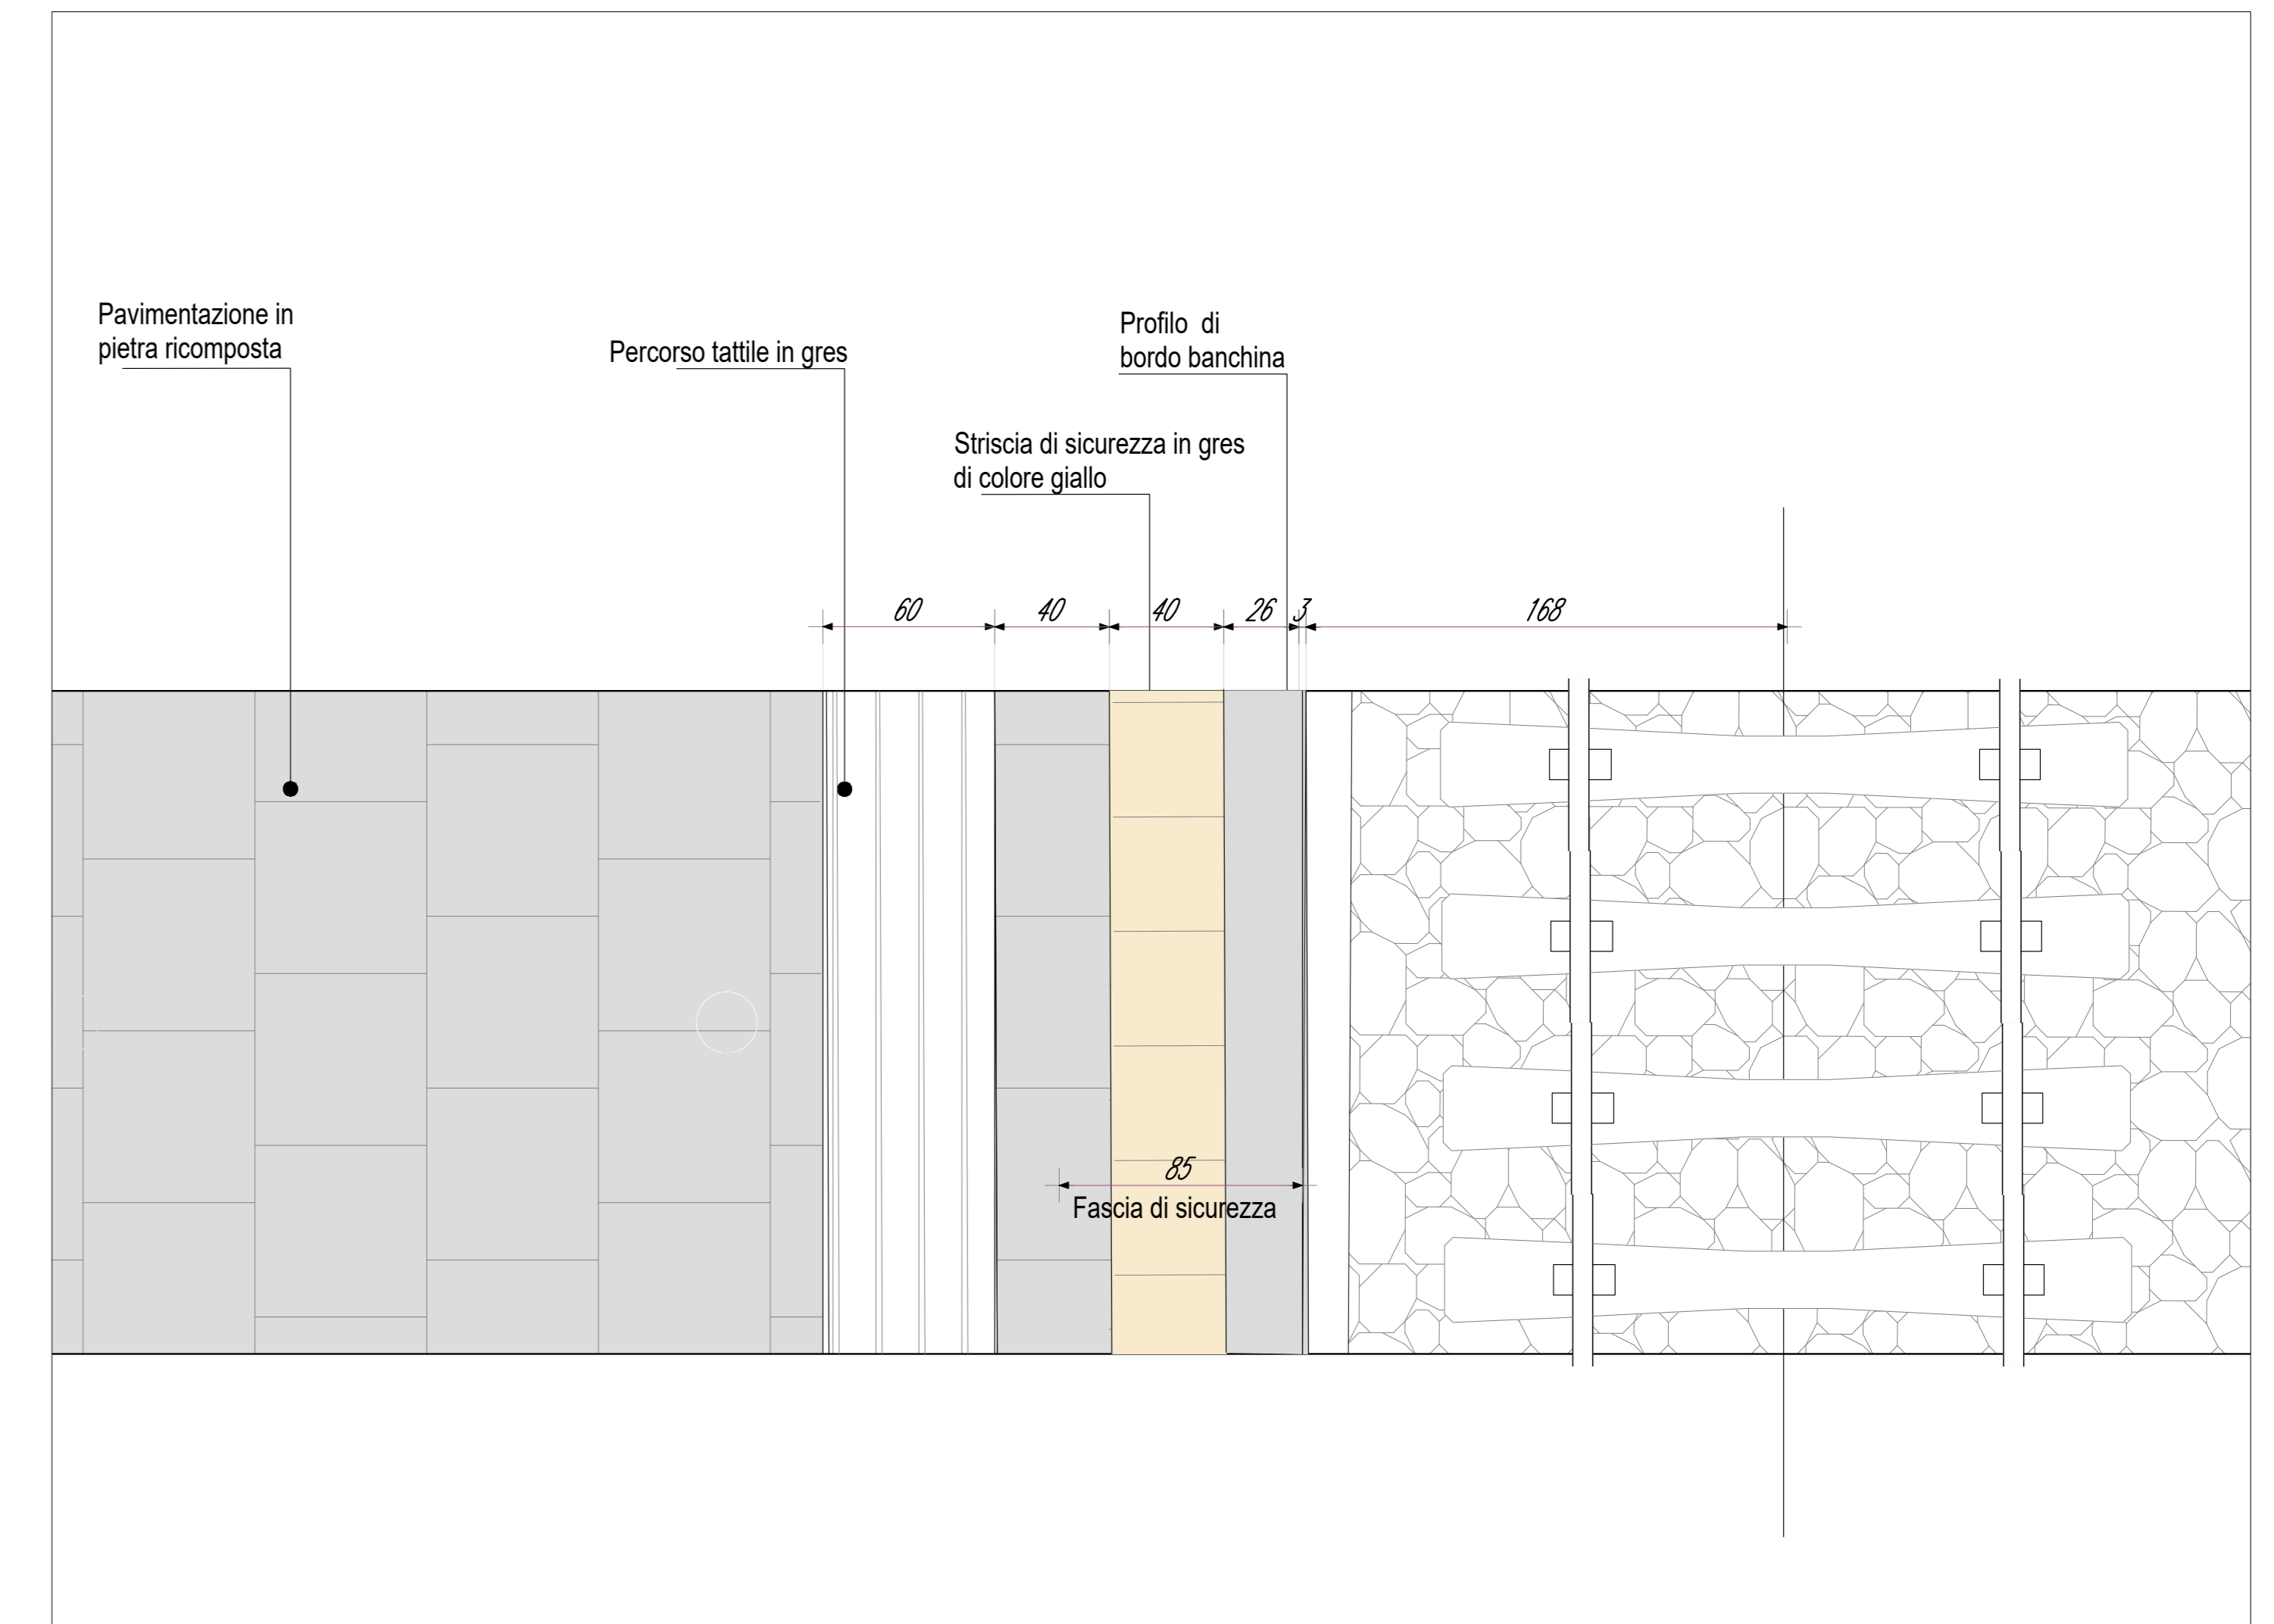 Pavimentazione in
pietra ricomposta
Percorso tattile in gres
Profilo di
bordo banchina
Striscia di sicurezza in gres
di colore giallo
60 40 40 26 3 168
85
Fascia di sicurezza